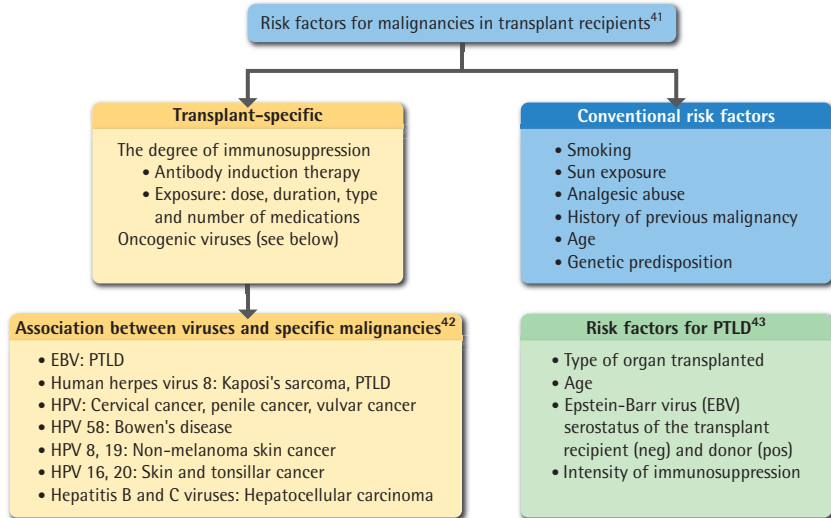 Risk factors for malignancies in transplant recipients41
Transplant-specific
The degree of immunosuppression
• Antibody induction therapy
• Exposure: dose, duration, type
and number of medications
Oncogenic viruses (see below)
Conventional risk factors
• Smoking
• Sun exposure
• Analgesic abuse
• History of previous malignancy
• Age
• Genetic predisposition
Association between viruses and specific malignancies42
• EBV: PTLD
• Human herpes virus 8: Kaposi's sarcoma, PTLD
• HPV: Cervical cancer, penile cancer, vulvar cancer
• HPV 58: Bowen's disease
• HPV 8, 19: Non-melanoma skin cancer
• HPV 16, 20: Skin and tonsillar cancer
• Hepatitis B and C viruses: Hepatocellular carcinoma
Risk factors for PTLD43
• Type of organ transplanted
• Age
• Epstein-Barr virus (EBV)
serostatus of the transplant
recipient (neg) and donor (pos)
• Intensity of immunosuppression